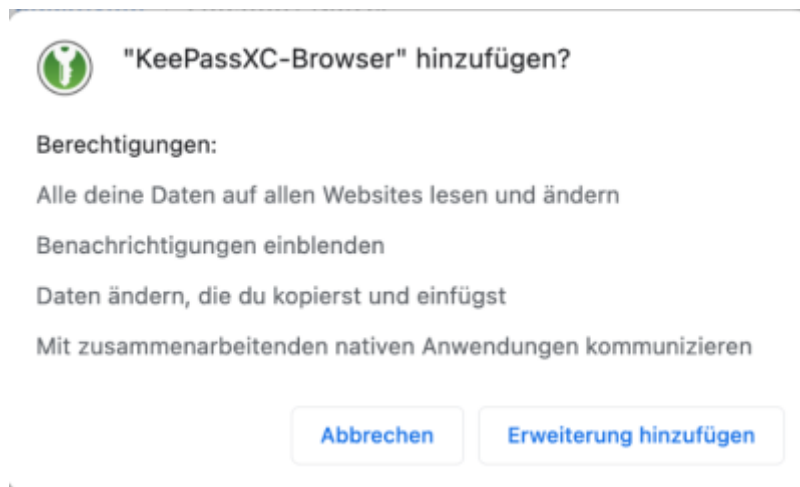 "KeePassXC-Browser" hinzufügen?
Berechtigungen:
Alle deine Daten auf allen Websites lesen und ändern
Benachrichtigungen einblenden
Daten ändern, die du kopierst und einfügst
Mit zusammenarbeitenden nativen Anwendungen kommunizieren
Abbrechen
Erweiterung hinzufügen